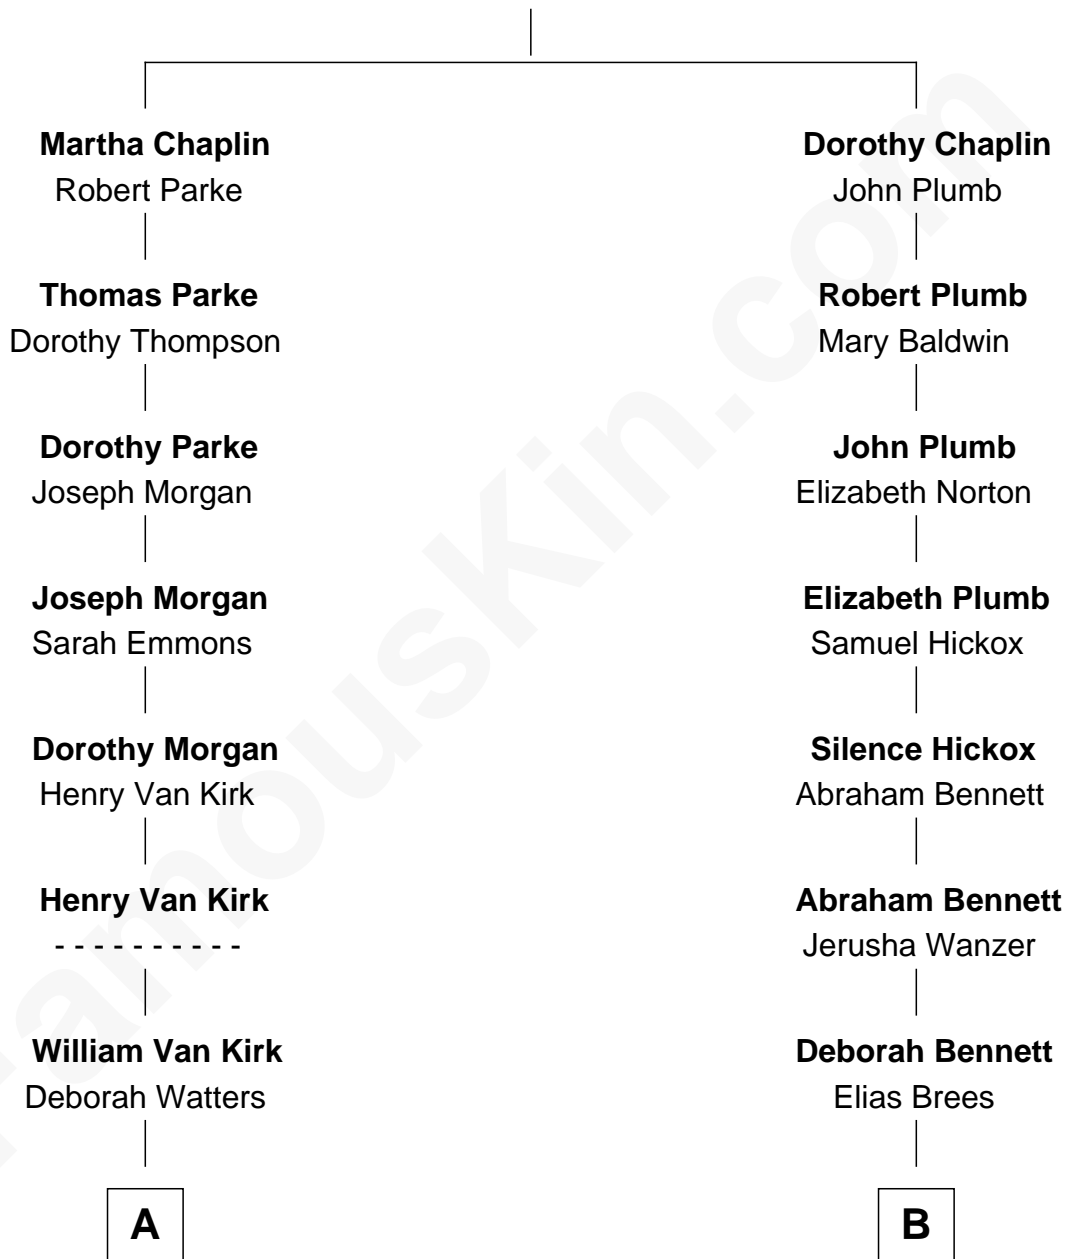 Martha Chaplin
Robert Parke
Thomas Parke
Dorothy Thompson
Dorothy Parke
Joseph Morgan
Joseph Morgan
Sarah Emmons
Dorothy Morgan
Henry Van Kirk
Henry Van Kirk
- - - - - - - - - -
William Van Kirk
Deborah Watters
A
Dorothy Chaplin
John Plumb
Robert Plumb
Mary Baldwin
John Plumb
Elizabeth Norton
Elizabeth Plumb
Samuel Hickox
Silence Hickox
Abraham Bennett
Abraham Bennett
Jerusha Wanzer
Deborah Bennett
Elias Brees
B
FamousKin.com